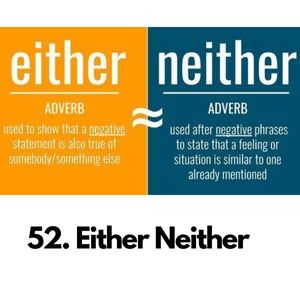 either
ADVERB
used to show that a negative
statement is also true of
somebody/something else
≈
neither
ADVERB
used after negative phrases
to state that a feeling or
situation is similar to one
already mentioned
52. Either Neither